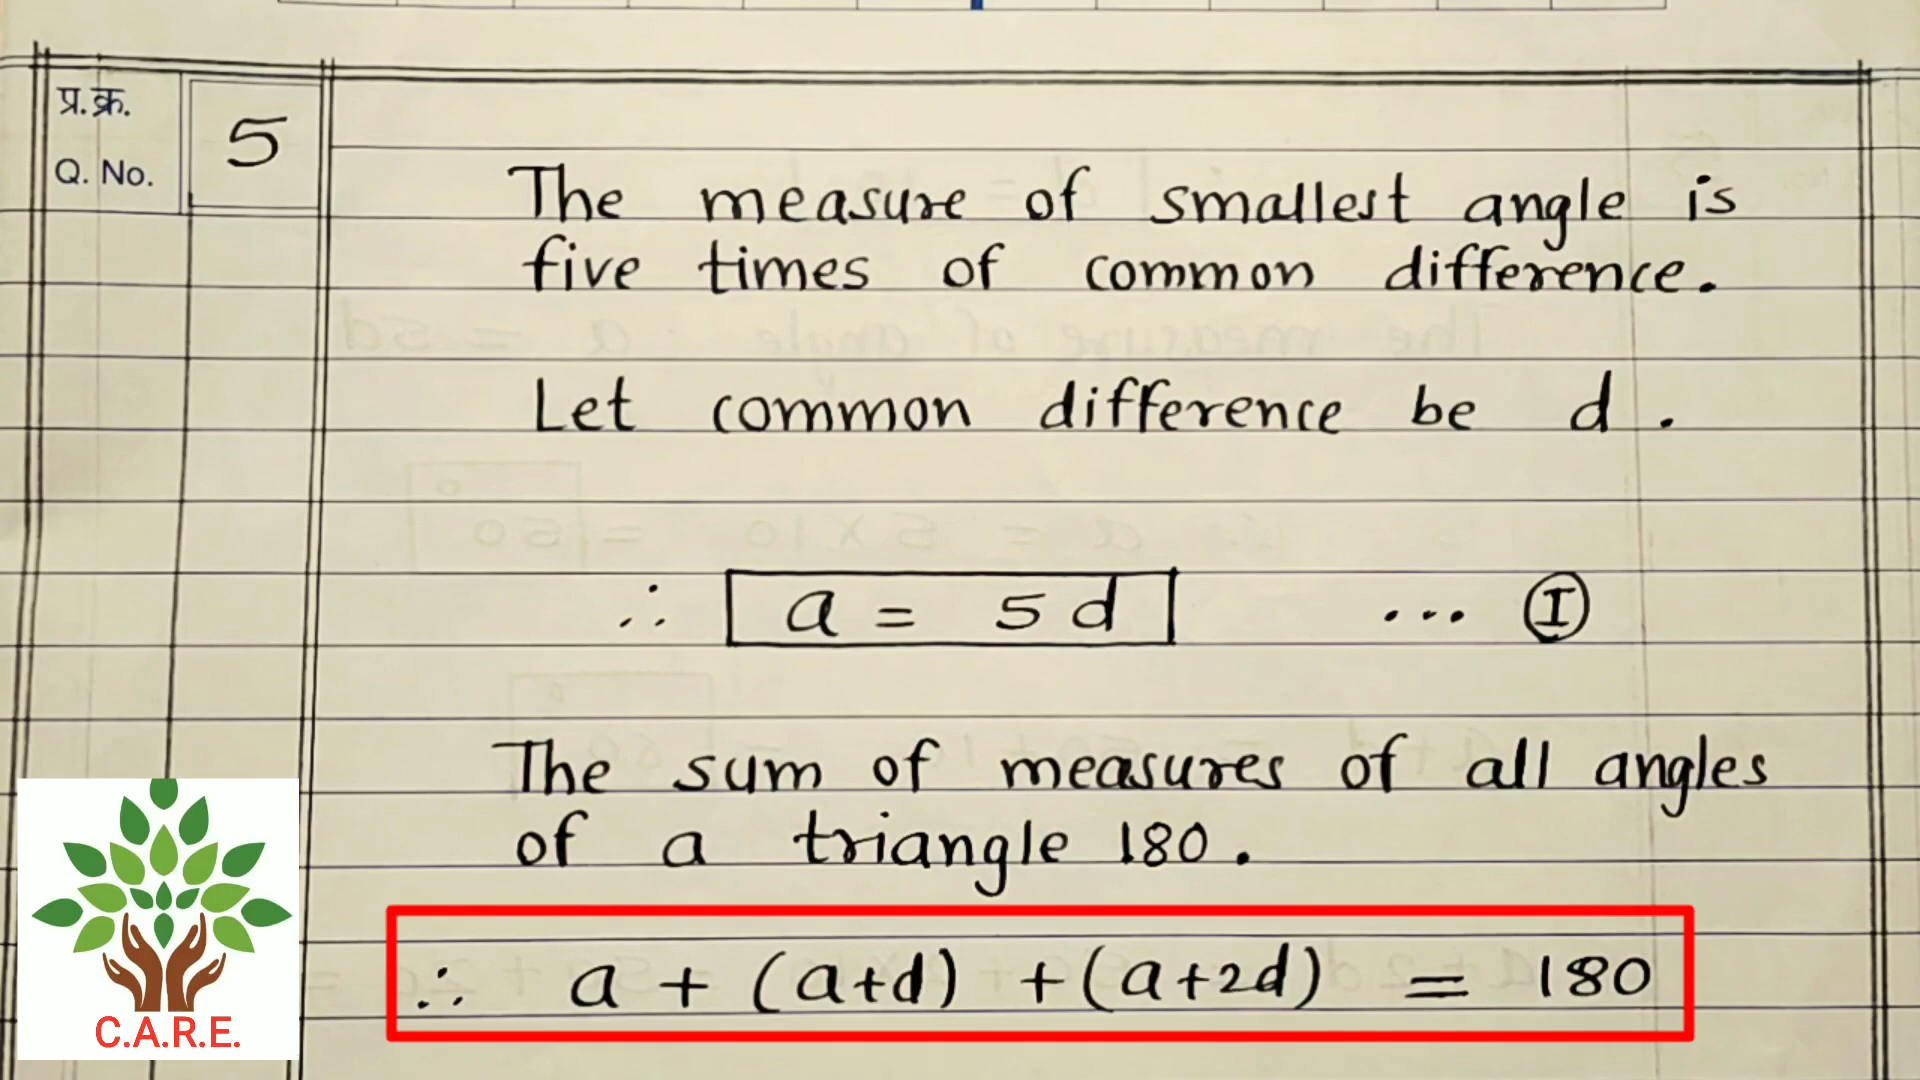 प्र.क्र.
Q. No.
5
The measure of smallest angle is
five times of common difference.
Let common difference be d.
∴ a = 5d ... I
The sum of measures of all angles
of a triangle 180.
∴ a + (a+d) + (a+2d) = 180
C.A.R.E.